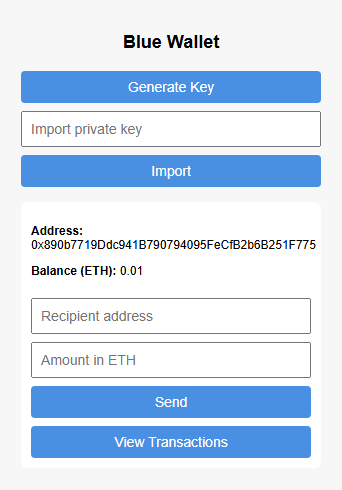 Blue Wallet
Generate Key
Import private key
Import
Address:
0x890b7719Ddc941B790794095FeCfB2b6B251F775
Balance (ETH): 0.01
Recipient address
Amount in ETH
Send
View Transactions